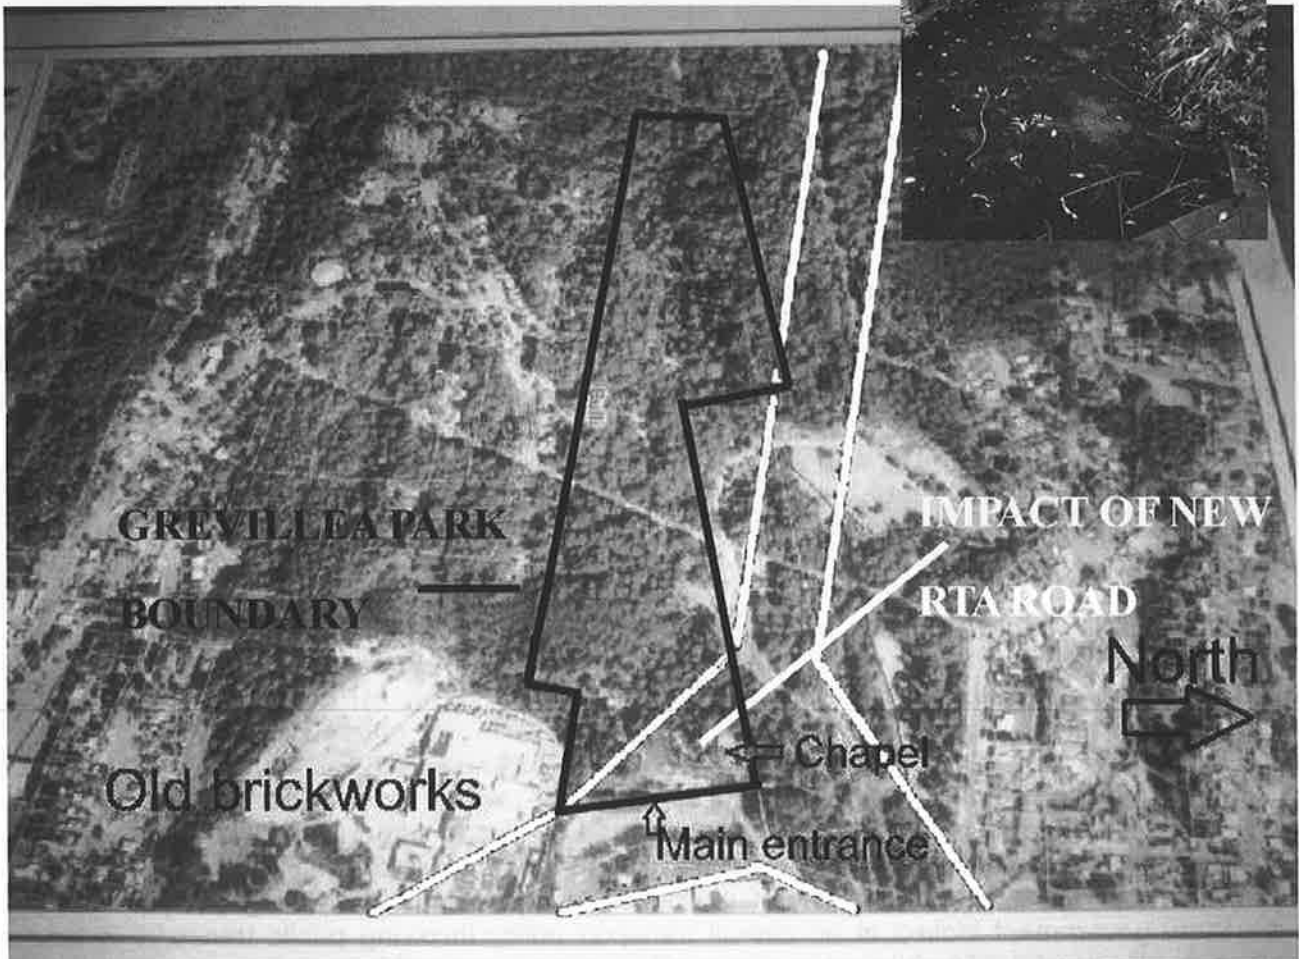 GREVILLEA PARK
BOUNDARY
IMPACT OF NEW
RTA ROAD
North
Old brickworks
Chapel
Main entrance